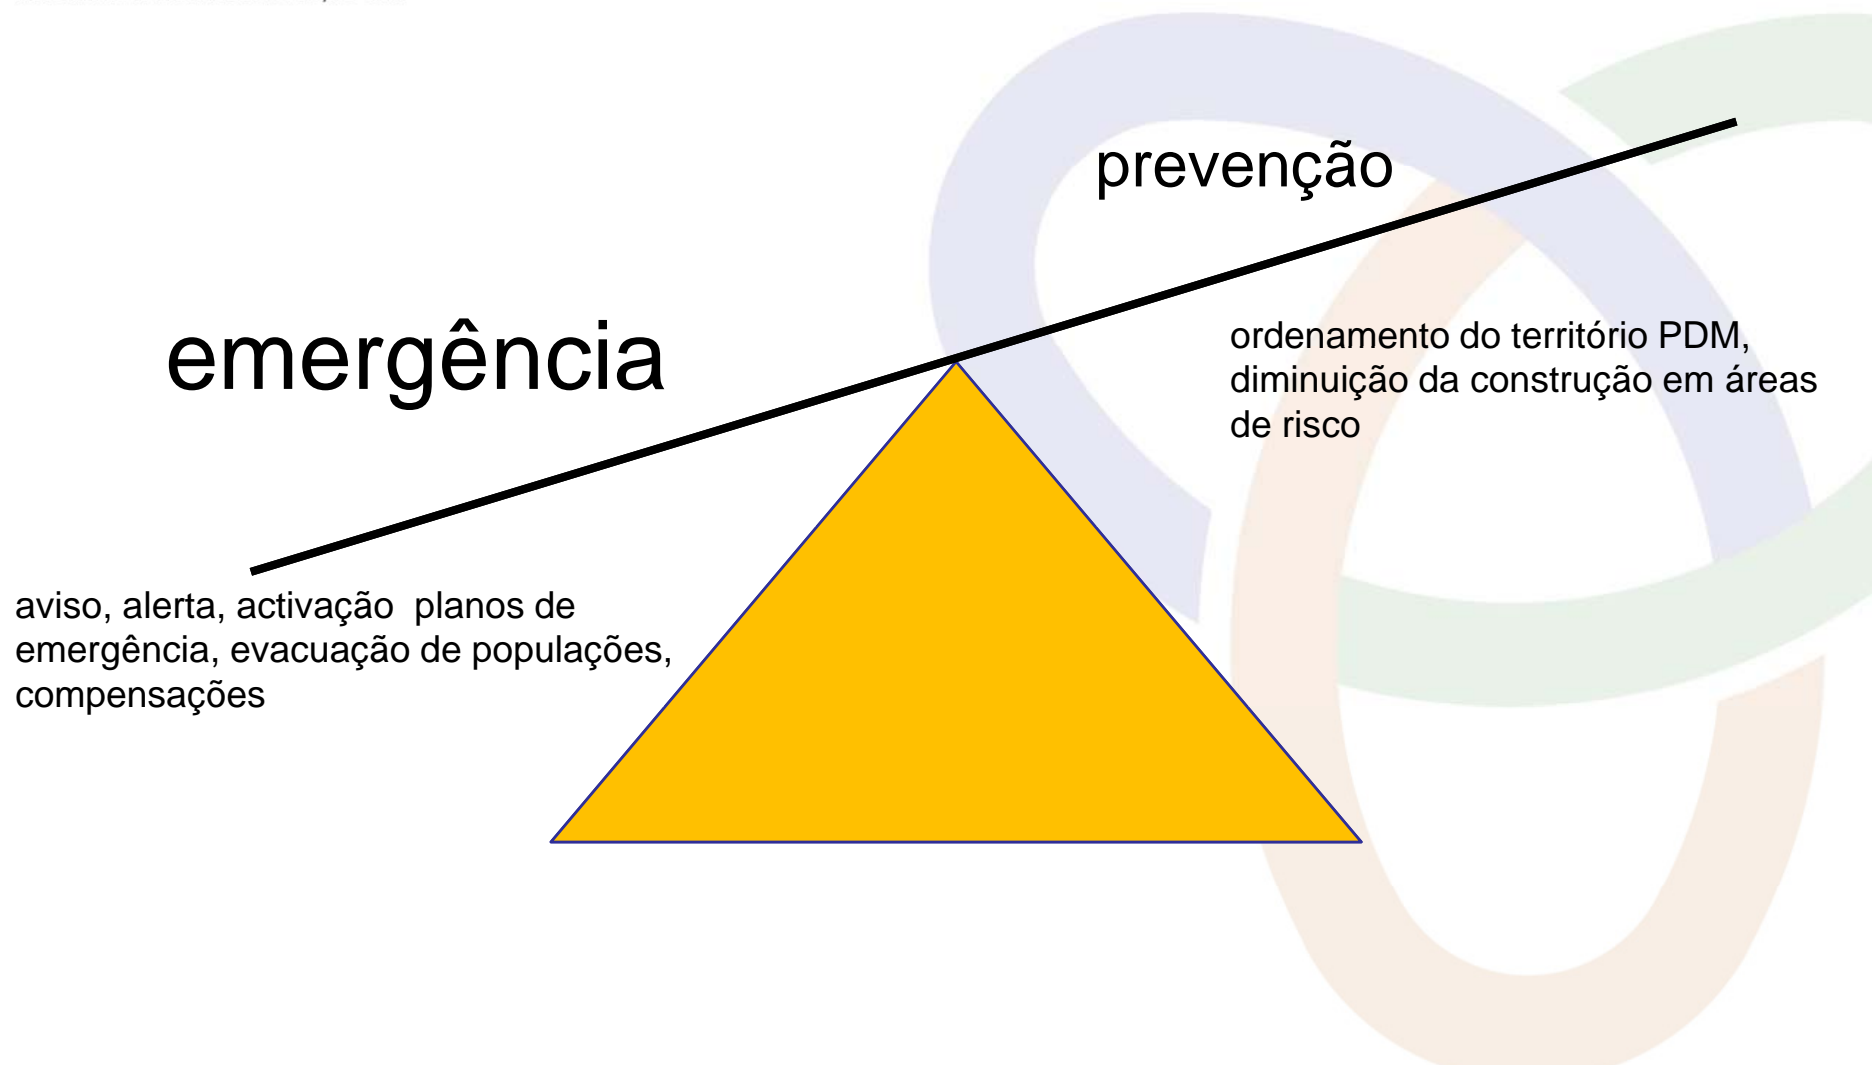 prevenção
emergência
ordenamento do território PDM,
diminuição da construção em áreas
de risco
aviso, alerta, activação  planos de
emergência, evacuação de populações,
compensações